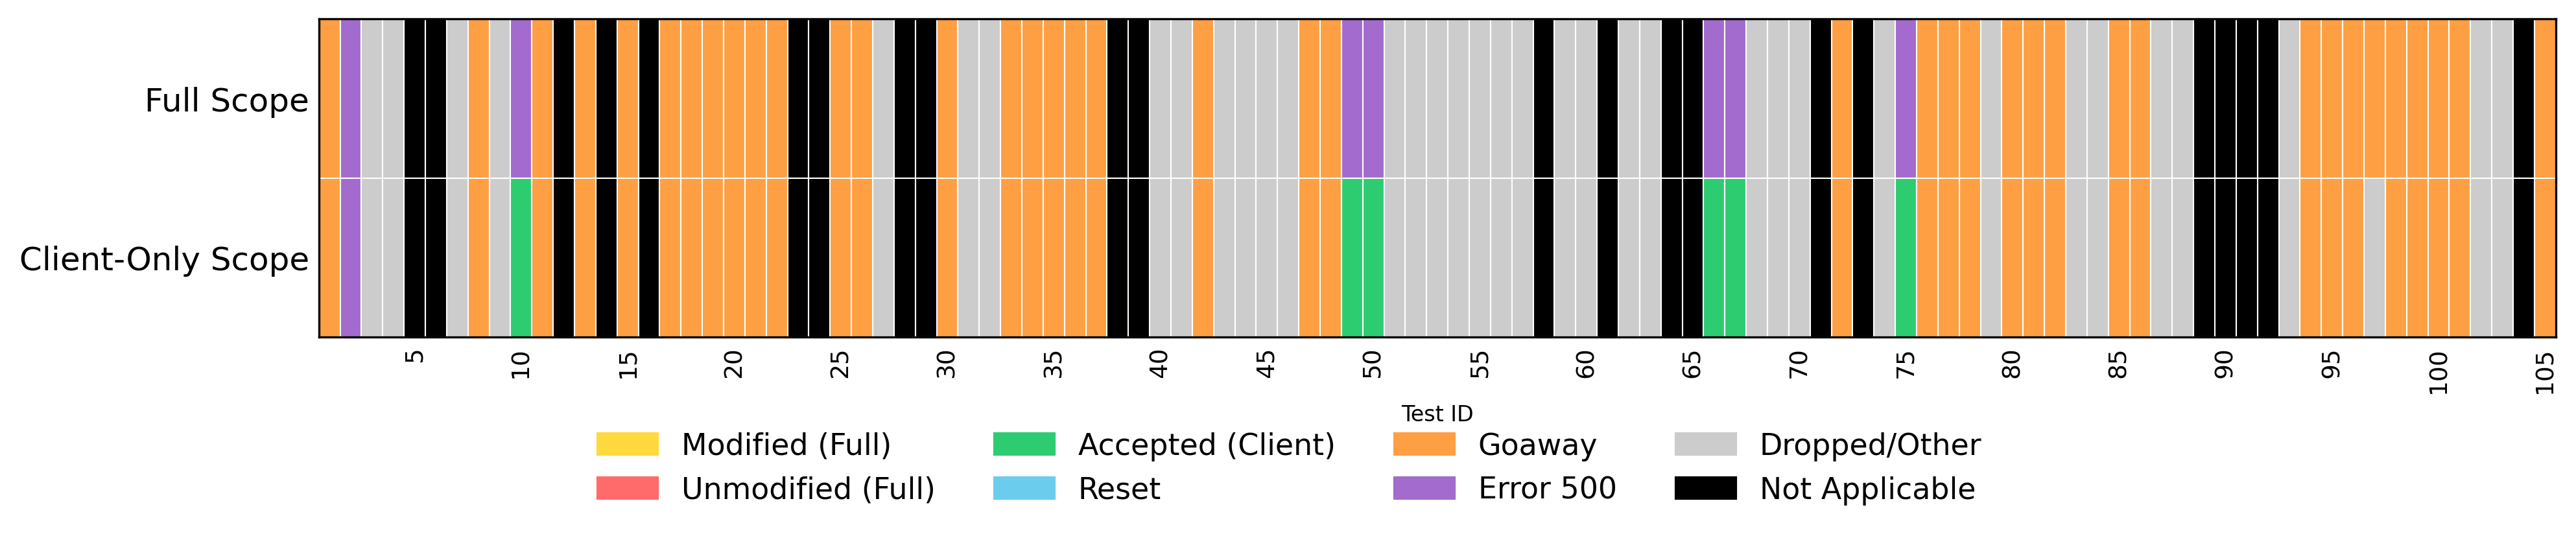 Full Scope
Client-Only Scope
5 10 15 20 25 30 35 40 45 50 55 60 65 70 75 80 85 90 95 100 105
Test ID
Modified (Full) Accepted (Client) Goaway Dropped/Other
Unmodified (Full) Reset Error 500 Not Applicable